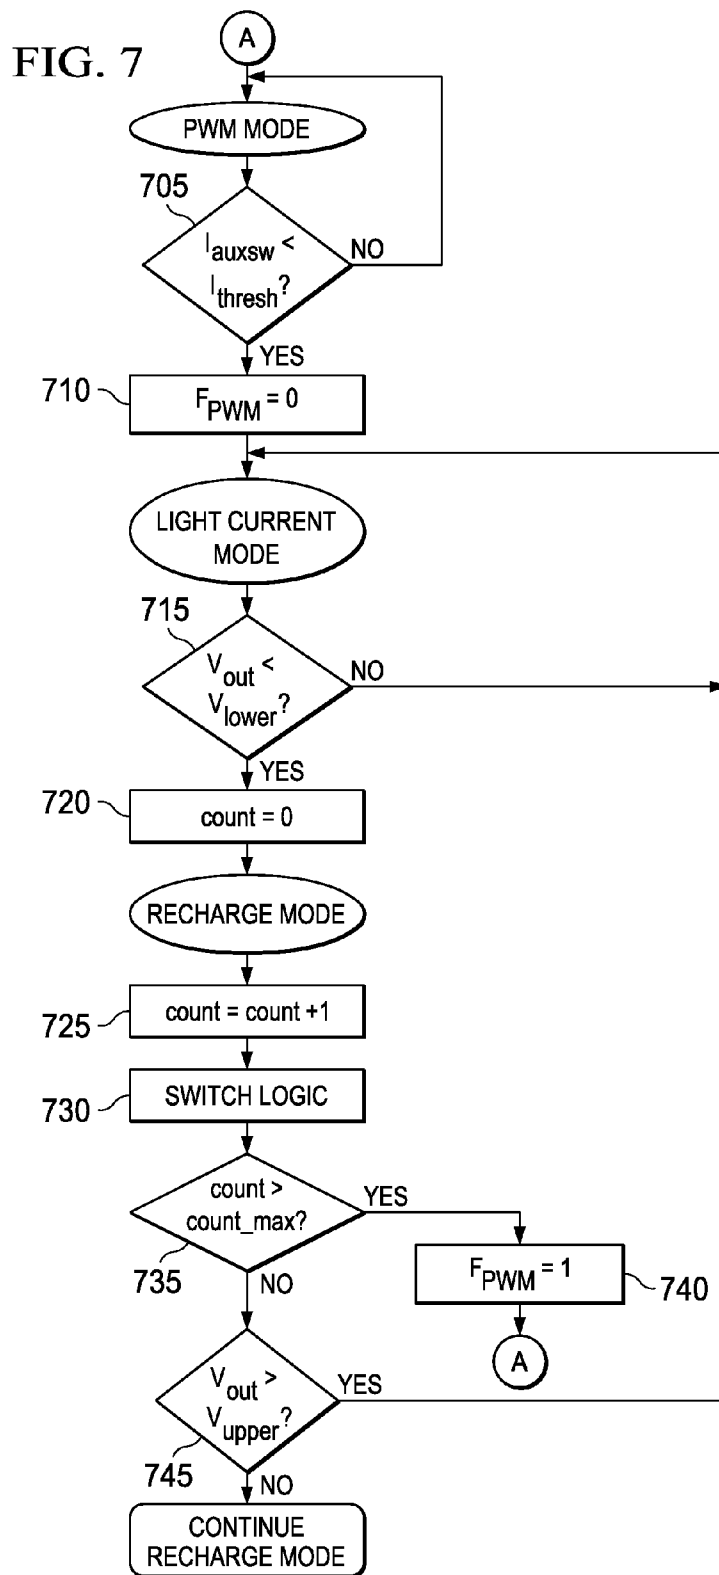 FIG. 7
A
PWM MODE
705
I_auxsw <
I_thresh?
NO
YES
710
F_PWM = 0
LIGHT CURRENT
MODE
715
V_out <
V_lower?
NO
YES
720
count = 0
RECHARGE MODE
725
count = count +1
730
SWITCH LOGIC
count >
count_max?
YES
735
NO
F_PWM = 1
740
A
V_out >
V_upper?
YES
745
NO
CONTINUE
RECHARGE MODE